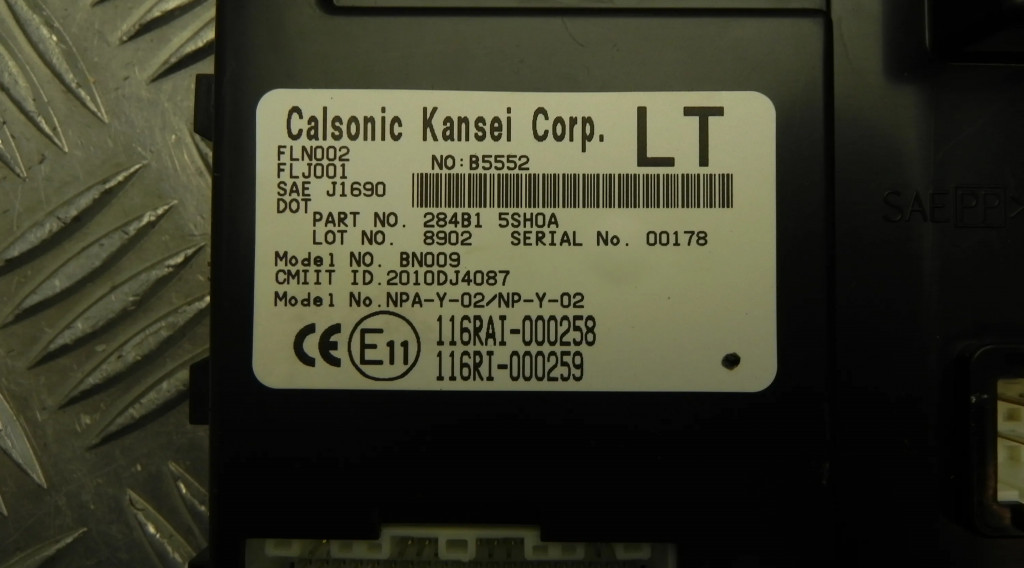 Calsonic Kansei Corp. LT
FLN002
FLJ001
NO:B5552
SAE J1690
DOT
PART NO. 284B1 5SH0A
LOT NO. 8902 SERIAL No. 00178
Model NO. BN009
CMIIT ID.2010DJ4087
Model No.NPA-Y-02/NP-Y-02
CE E11 116RAI-000258
116RI-000259
SAE PP